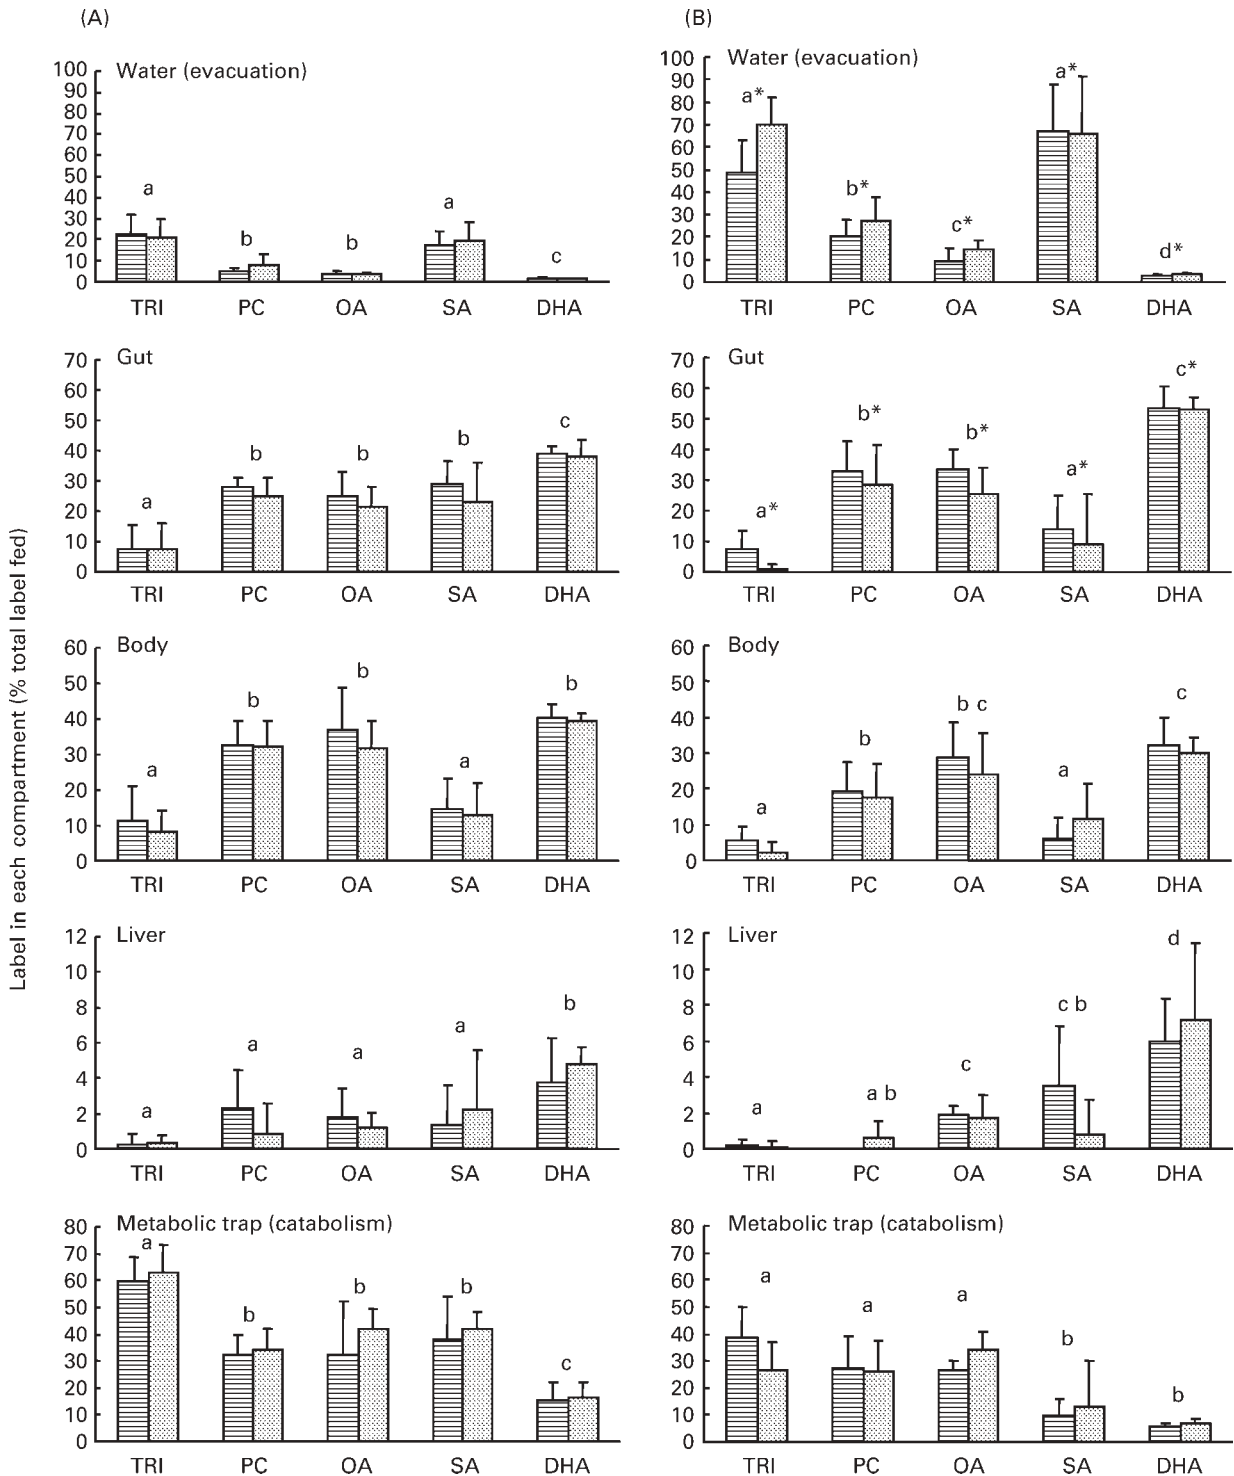 (A)
Water (evacuation)
100
90
80
70
60
50
40
30
20
10
0
a
b
b
a
c
TRI PC OA SA DHA
Gut
70
60
50
40
30
20
10
0
a
b
b
b
c
TRI PC OA SA DHA
Body
60
50
40
30
20
10
0
a
b
b
a
b
TRI PC OA SA DHA
Liver
12
10
8
6
4
2
0
a
a
a
a
b
TRI PC OA SA DHA
Metabolic trap (catabolism)
80
70
60
50
40
30
20
10
0
a
b
b
b
c
TRI PC OA SA DHA
Label in each compartment (% total label fed)
(B)
Water (evacuation)
100
90
80
70
60
50
40
30
20
10
0
a*
b*
c*
a*
d*
TRI PC OA SA DHA
Gut
70
60
50
40
30
20
10
0
a*
b*
b*
a*
c*
TRI PC OA SA DHA
Body
60
50
40
30
20
10
0
a
b
b c
a
c
TRI PC OA SA DHA
Liver
12
10
8
6
4
2
0
a
a b
c
c b
d
TRI PC OA SA DHA
Metabolic trap (catabolism)
80
70
60
50
40
30
20
10
0
a
a
a
b
b
TRI PC OA SA DHA